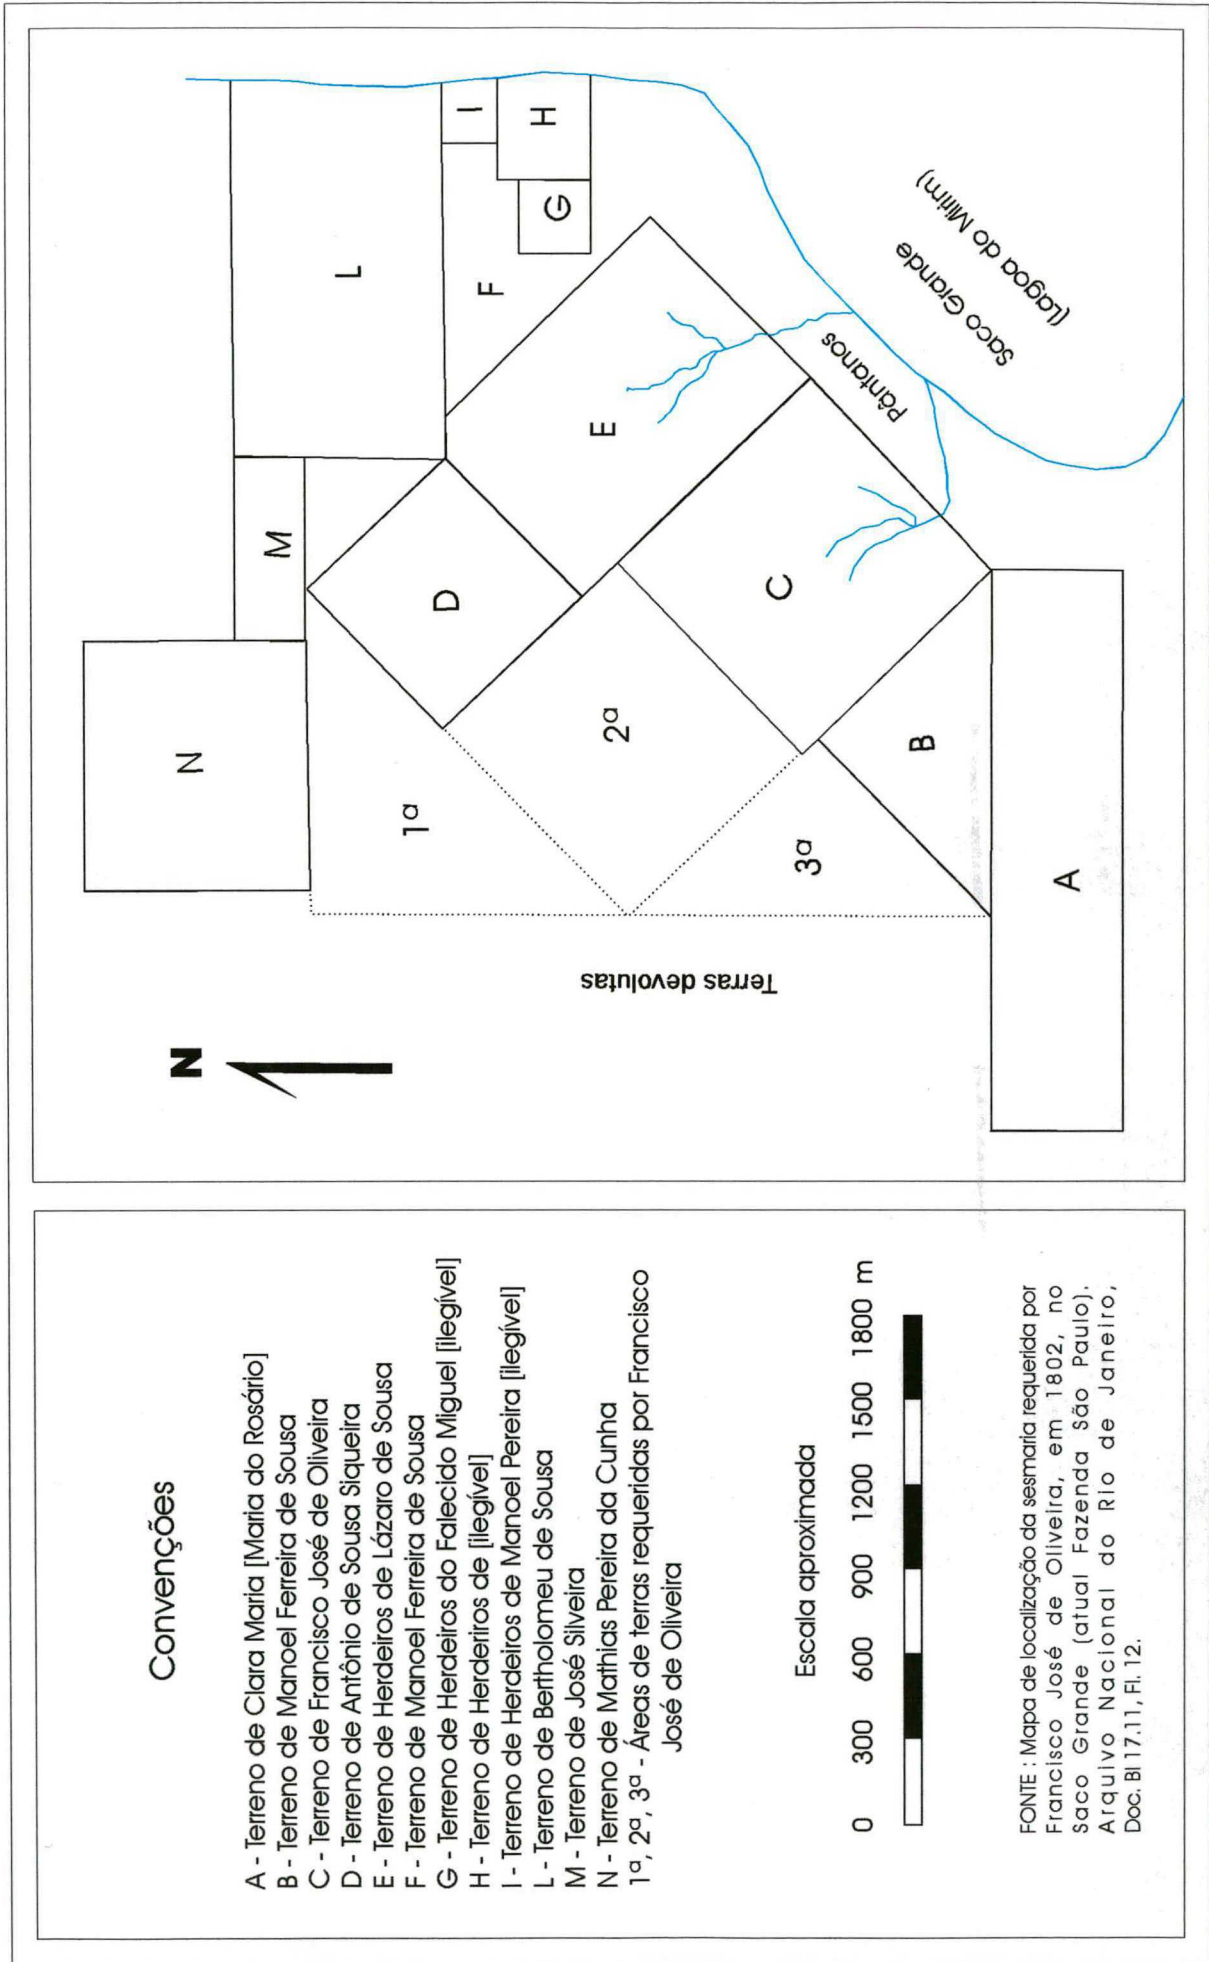 N
L
I
H
G
F
M
E
D
N
C
2ª
1ª
B
3ª
A
Pântanos
Saco Grande
(Lagoa do Mirim)
Terras devolutas
N
Convenções
A - Terreno de Clara Maria [Maria do Rosário]
B - Terreno de Manoel Ferreira de Sousa
C - Terreno de Francisco José de Oliveira
D - Terreno de Antônio de Sousa Siqueira
E - Terreno de Herdeiros de Lázaro de Sousa
F - Terreno de Manoel Ferreira de Sousa
G - Terreno de Herdeiros do Falecido Miguel [ilegível]
H - Terreno de Herderiros de [ilegível]
I - Terreno de Herdeiros de Manoel Pereira [ilegível]
L - Terreno de Bertholomeu de Sousa
M - Terreno de José Silveira
N - Terreno de Mathias Pereira da Cunha
1ª, 2ª, 3ª - Áreas de terras requeridas por Francisco
José de Oliveira
Escala aproximada
0 300 600 900 1200 1500 1800 m
FONTE : Mapa de localização da sesmaria requerida por
Francisco José de Oliveira, em 1802, no
Saco Grande (atual Fazenda São Paulo).
Arquivo Nacional do Rio de Janeiro,
Doc. BI 17.11, Fl. 12.